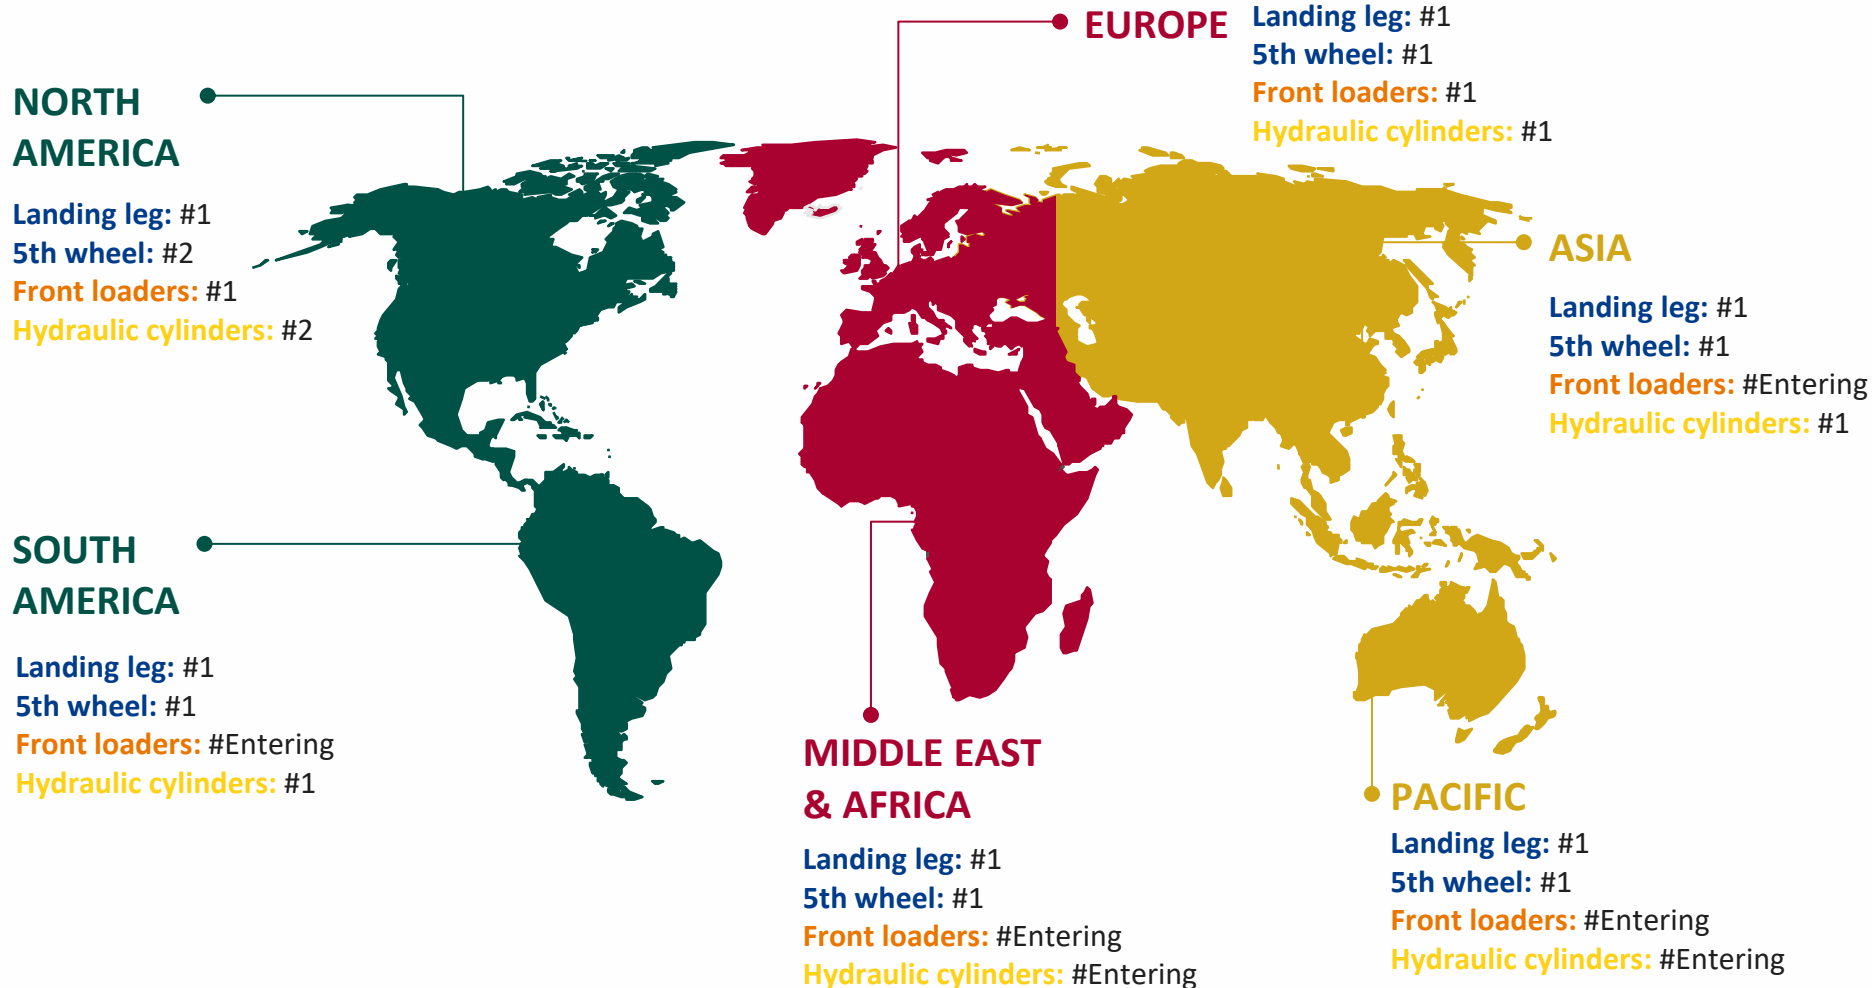 NORTH
AMERICA
Landing leg: #1
5th wheel: #2
Front loaders: #1
Hydraulic cylinders: #2
SOUTH
AMERICA
Landing leg: #1
5th wheel: #1
Front loaders: #Entering
Hydraulic cylinders: #1
EUROPE
Landing leg: #1
5th wheel: #1
Front loaders: #1
Hydraulic cylinders: #1
MIDDLE EAST
& AFRICA
Landing leg: #1
5th wheel: #1
Front loaders: #Entering
Hydraulic cylinders: #Entering
ASIA
Landing leg: #1
5th wheel: #1
Front loaders: #Entering
Hydraulic cylinders: #1
PACIFIC
Landing leg: #1
5th wheel: #1
Front loaders: #Entering
Hydraulic cylinders: #Entering